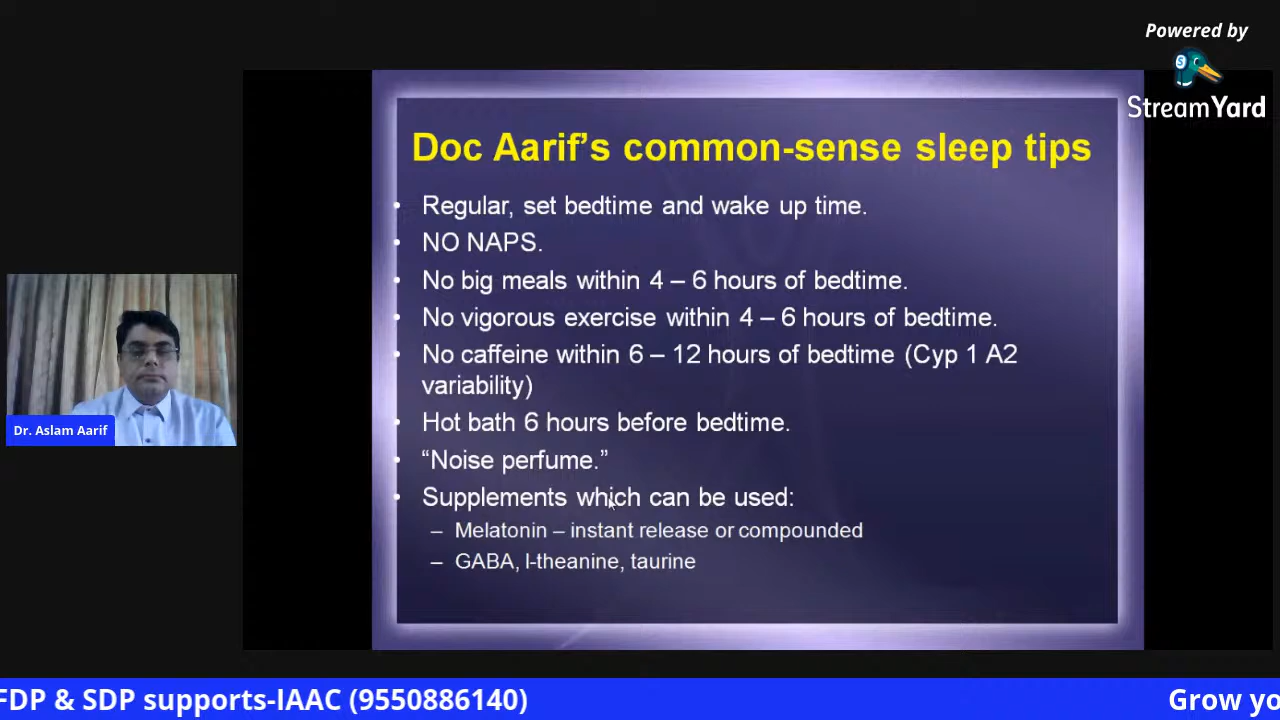 Powered by
StreamYard
Doc Aarif’s common-sense sleep tips
• Regular, set bedtime and wake up time.
• NO NAPS.
• No big meals within 4 – 6 hours of bedtime.
• No vigorous exercise within 4 – 6 hours of bedtime.
• No caffeine within 6 – 12 hours of bedtime (Cyp 1 A2
variability)
• Hot bath 6 hours before bedtime.
• “Noise perfume.”
• Supplements which can be used:
– Melatonin – instant release or compounded
– GABA, l-theanine, taurine
Dr. Aslam Aarif
FDP & SDP supports-IAAC (9550886140)
Grow yo